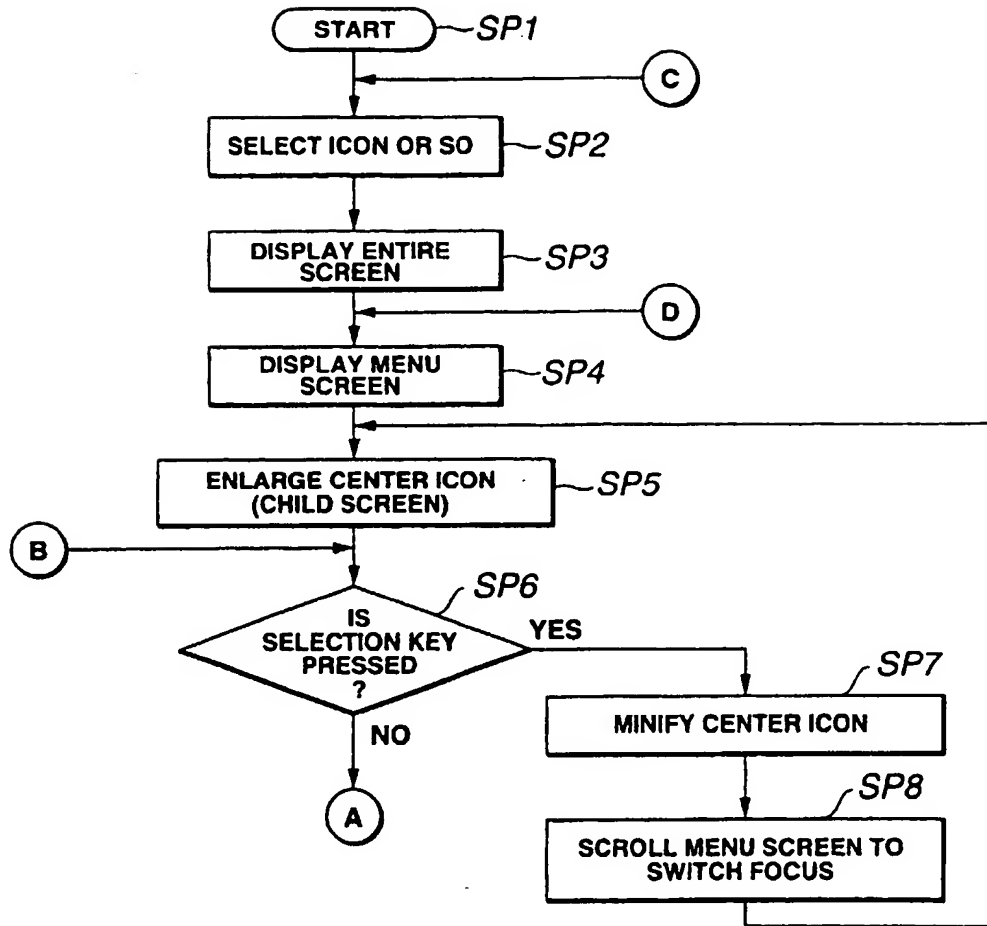 START
SP1
C
SELECT ICON OR SO
SP2
DISPLAY ENTIRE
SCREEN
SP3
D
DISPLAY MENU
SCREEN
SP4
ENLARGE CENTER ICON
(CHILD SCREEN)
SP5
B
SP6
IS
SELECTION KEY
PRESSED
?
YES
NO
A
SP7
MINIFY CENTER ICON
SP8
SCROLL MENU SCREEN TO
SWITCH FOCUS